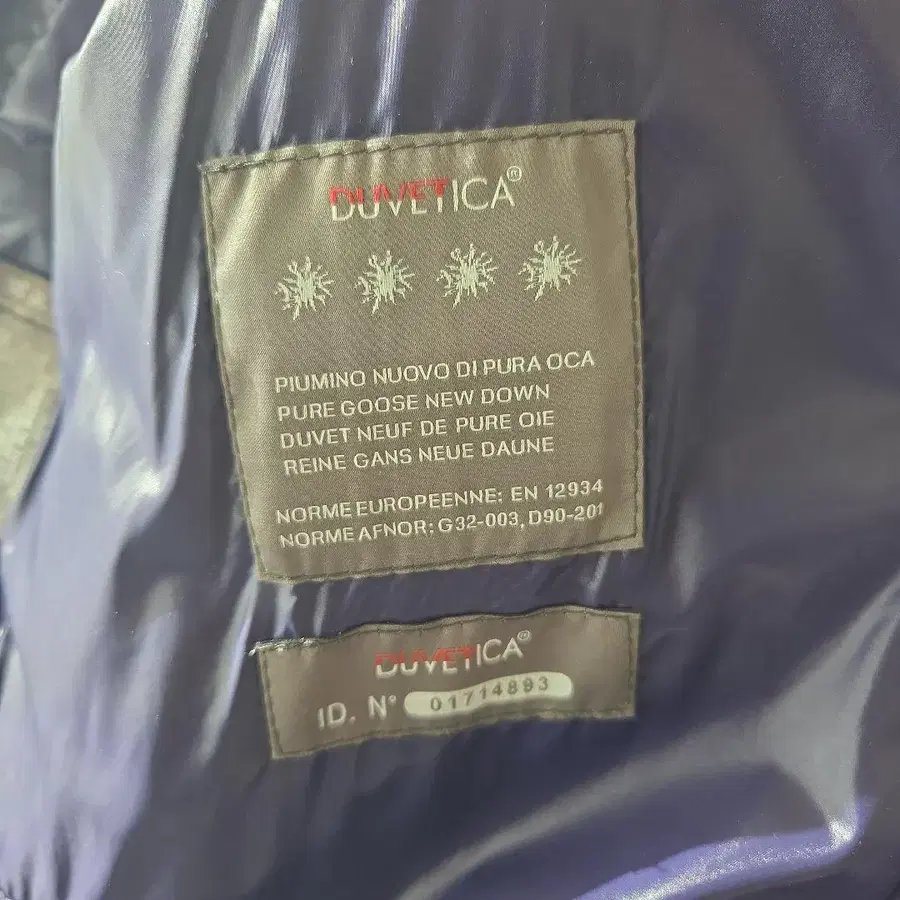 DUVETICA®
PIUMINO NUOVO DI PURA OCA
PURE GOOSE NEW DOWN
DUVET NEUF DE PURE OIE
REINE GANS NEUE DAUNE
NORME EUROPEENNE: EN 12934
NORME AFNOR: G32-003, D90-201
DUVETICA®
ID. N° 01714893